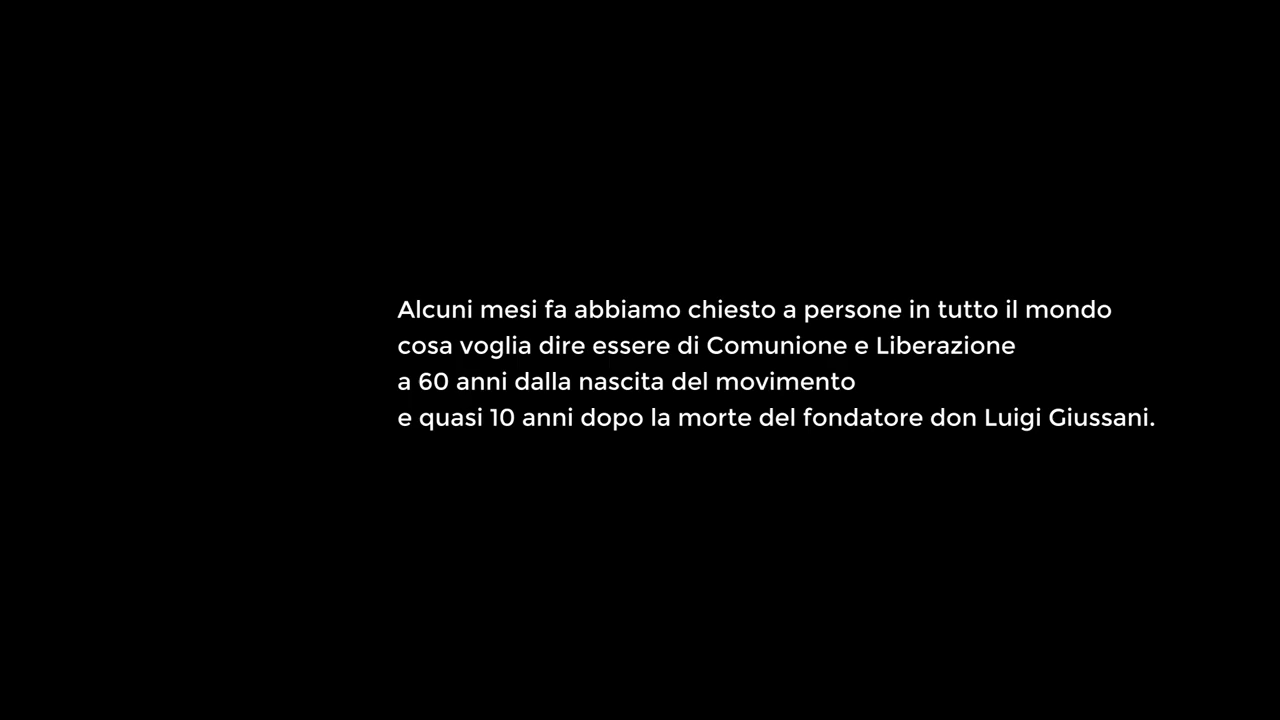 Alcuni mesi fa abbiamo chiesto a persone in tutto il mondo
cosa voglia dire essere di Comunione e Liberazione
a 60 anni dalla nascita del movimento
e quasi 10 anni dopo la morte del fondatore don Luigi Giussani.